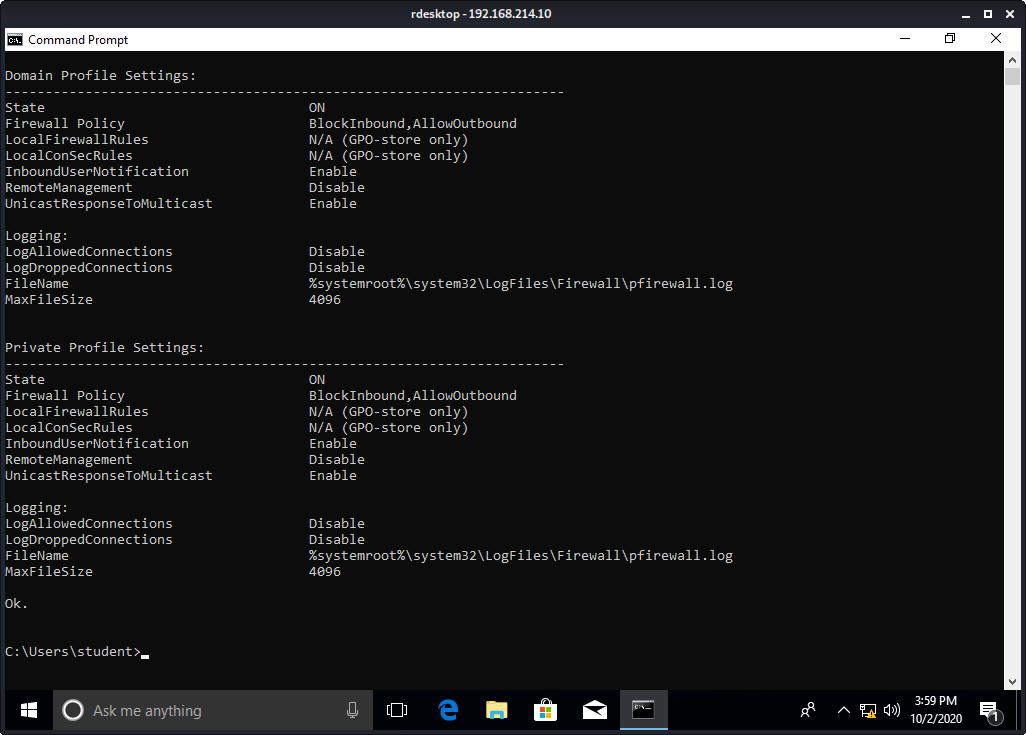 rdesktop - 192.168.214.10
Command Prompt
Domain Profile Settings:
----------------------------------------------------------------------
State                                 ON
Firewall Policy                       BlockInbound,AllowOutbound
LocalFirewallRules                    N/A (GPO-store only)
LocalConSecRules                      N/A (GPO-store only)
InboundUserNotification               Enable
RemoteManagement                      Disable
UnicastResponseToMulticast            Enable
Logging:
LogAllowedConnections                 Disable
LogDroppedConnections                 Disable
FileName                              %systemroot%\system32\LogFiles\Firewall\pfirewall.log
MaxFileSize                           4096
Private Profile Settings:
----------------------------------------------------------------------
State                                 ON
Firewall Policy                       BlockInbound,AllowOutbound
LocalFirewallRules                    N/A (GPO-store only)
LocalConSecRules                      N/A (GPO-store only)
InboundUserNotification               Enable
RemoteManagement                      Disable
UnicastResponseToMulticast            Enable
Logging:
LogAllowedConnections                 Disable
LogDroppedConnections                 Disable
FileName                              %systemroot%\system32\LogFiles\Firewall\pfirewall.log
MaxFileSize                           4096
Ok.
C:\Users\student>
Ask me anything
3:59 PM
10/2/2020
1